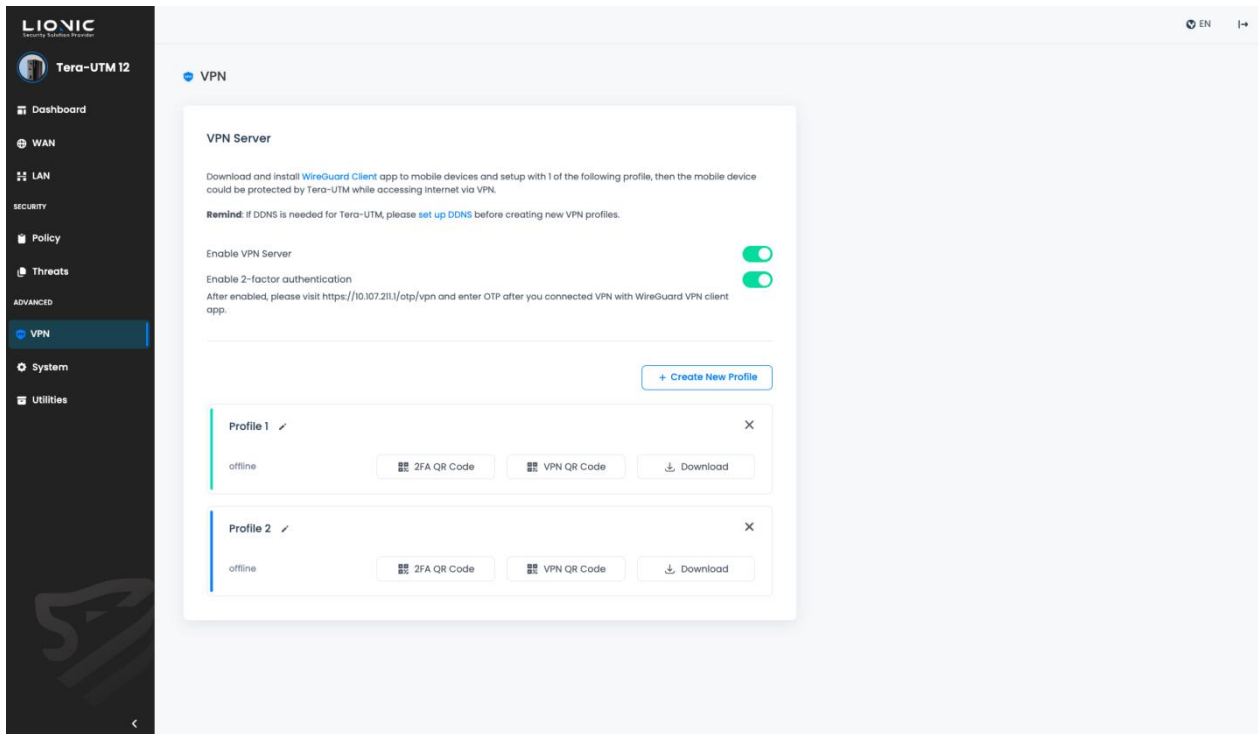 LIONIC
Security Solution Provider
EN
Tera-UTM 12
VPN
Dashboard
WAN
LAN
SECURITY
Policy
Threats
ADVANCED
VPN
System
Utilities
VPN Server
Download and install WireGuard Client app to mobile devices and setup with 1 of the following profile, then the mobile device
could be protected by Tera-UTM while accessing Internet via VPN.
Remind: If DDNS is needed for Tera-UTM, please set up DDNS before creating new VPN profiles.
Enable VPN Server
Enable 2-factor authentication
After enabled, please visit https://10.107.211.1/otp/vpn and enter OTP after you connected VPN with WireGuard VPN client
app.
+ Create New Profile
Profile 1
offline
2FA QR Code
VPN QR Code
Download
Profile 2
offline
2FA QR Code
VPN QR Code
Download